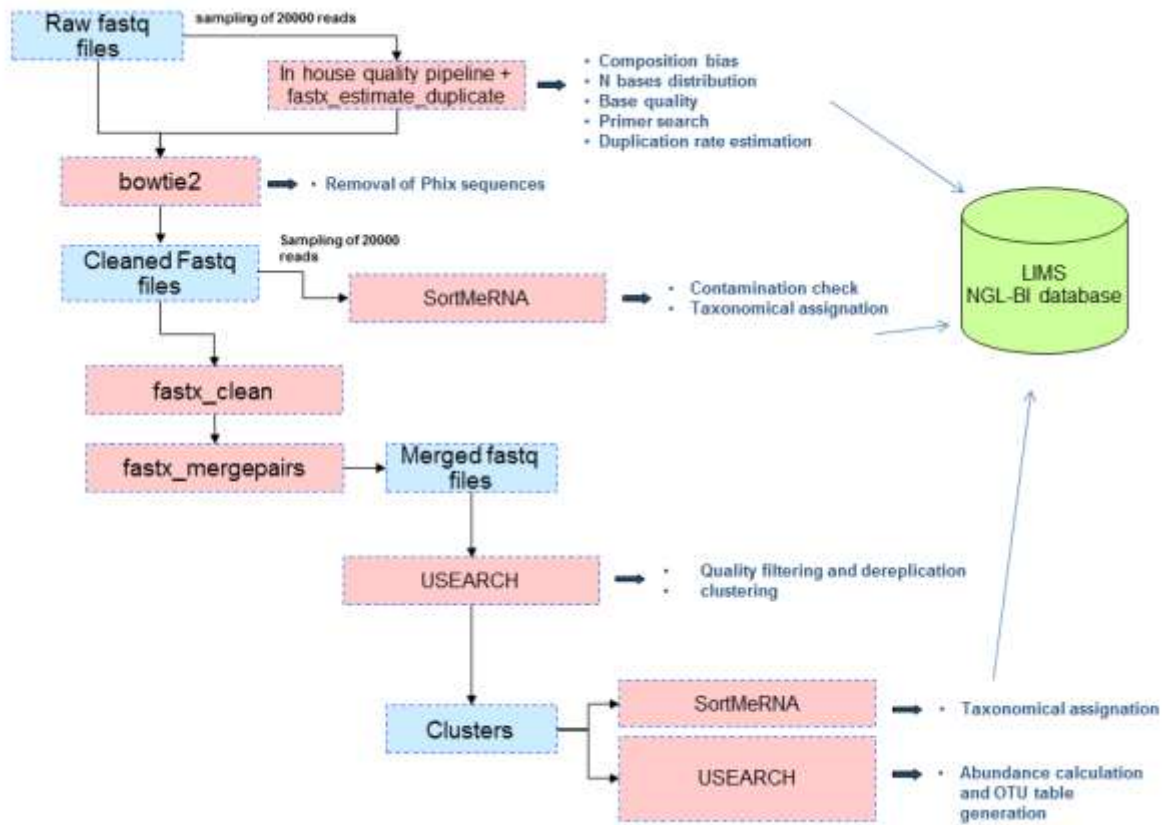 Raw fastq
files
sampling of 20000 reads
In house quality pipeline +
fastx_estimate_duplicate
• Composition bias
• N bases distribution
• Base quality
• Primer search
• Duplication rate estimation
bowtie2
• Removal of Phix sequences
Cleaned Fastq
files
Sampling of 20000
reads
SortMeRNA
• Contamination check
• Taxonomical assignation
LIMS
NGL-BI database
fastx_clean
fastx_mergepairs
Merged fastq
files
USEARCH
• Quality filtering and dereplication
• clustering
Clusters
SortMeRNA
• Taxonomical assignation
USEARCH
• Abundance calculation
and OTU table
generation